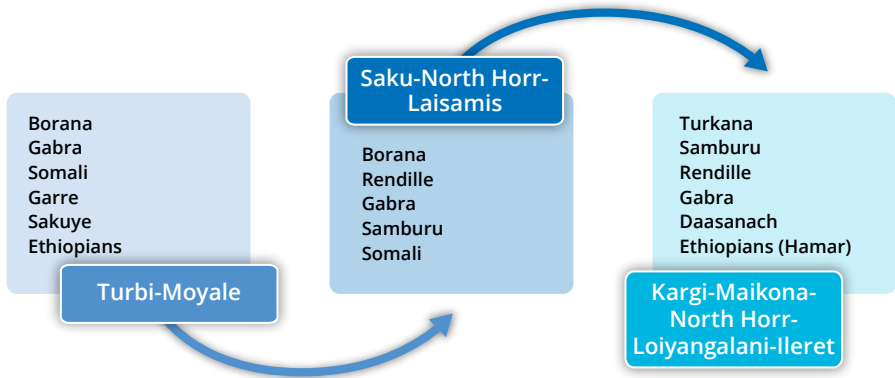 Borana
Gabra
Somali
Garre
Sakuye
Ethiopians
Turbi-Moyale
Saku-North Horr-
Laisamis
Borana
Rendille
Gabra
Samburu
Somali
Turkana
Samburu
Rendille
Gabra
Daasanach
Ethiopians (Hamar)
Kargi-Maikona-
North Horr-
Loiyangalani-Ileret